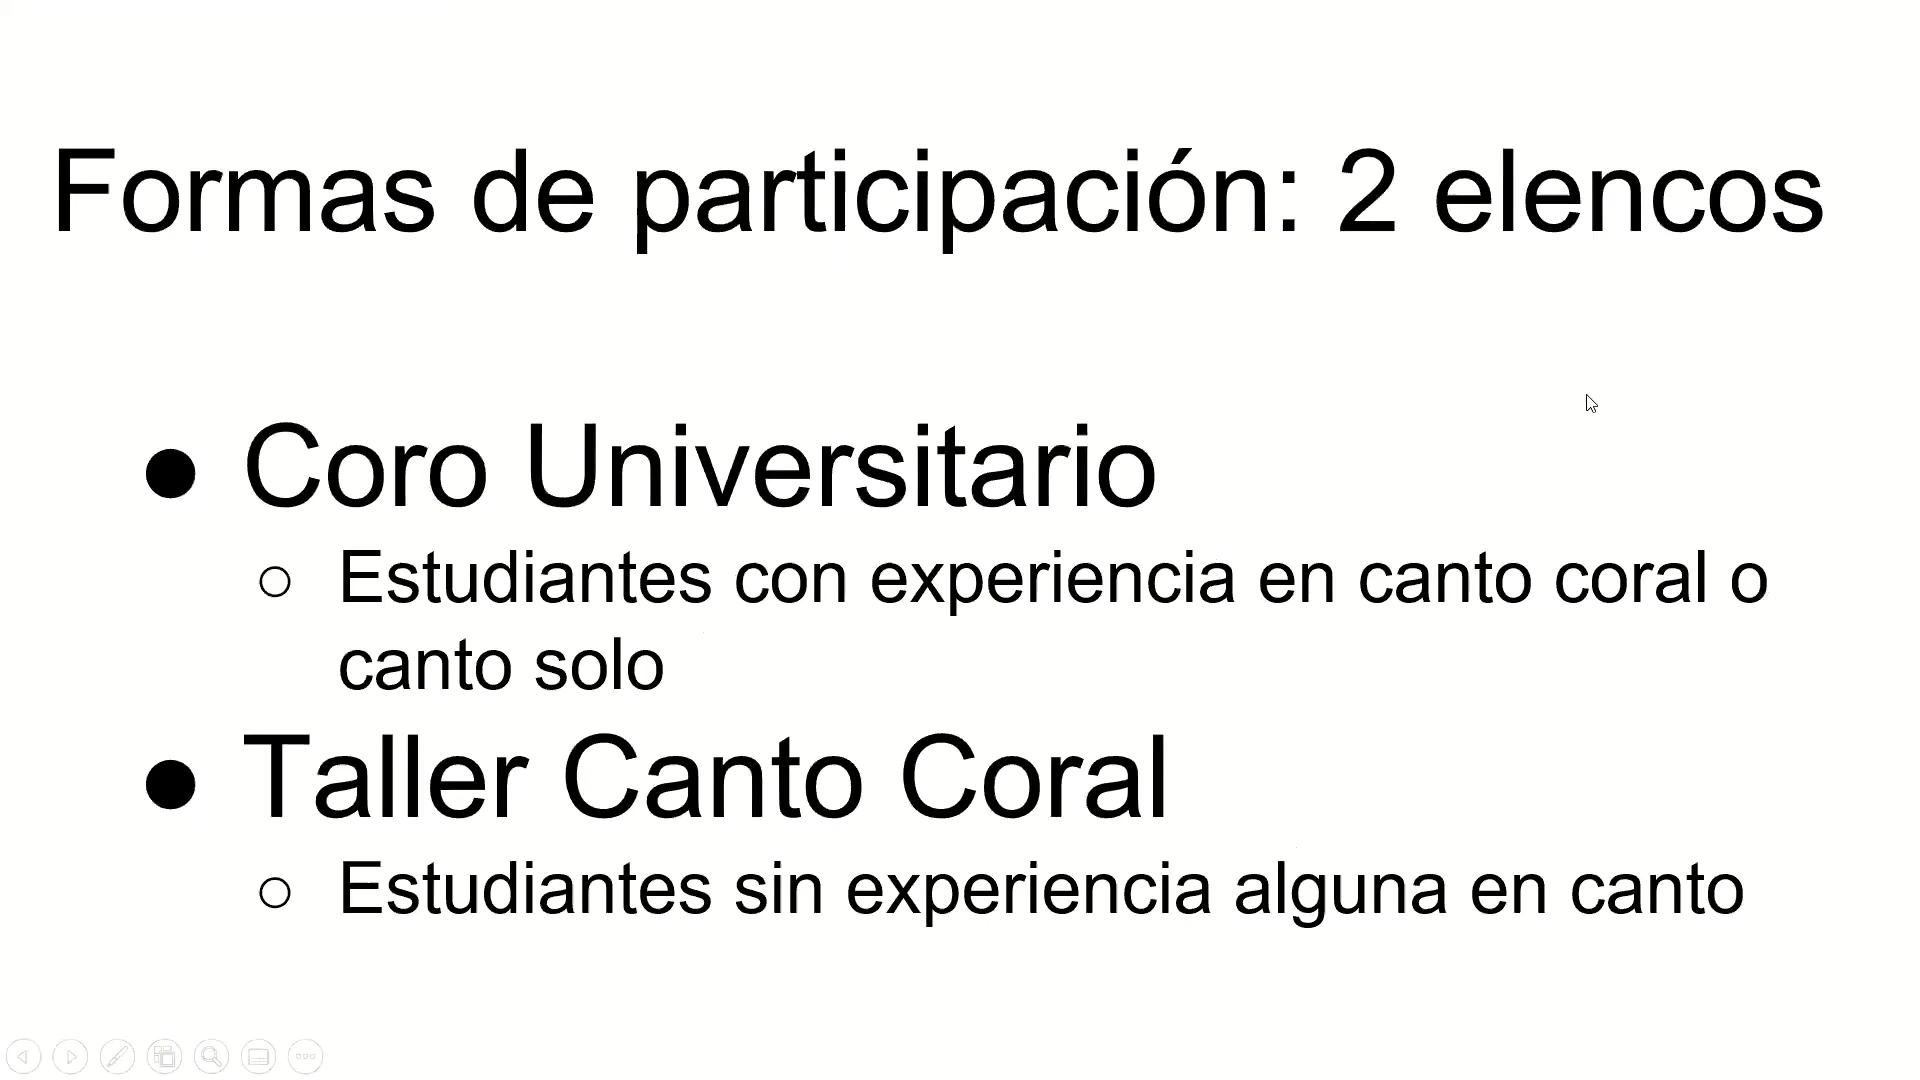 Formas de participación: 2 elencos
● Coro Universitario
○ Estudiantes con experiencia en canto coral o
canto solo
● Taller Canto Coral
○ Estudiantes sin experiencia alguna en canto